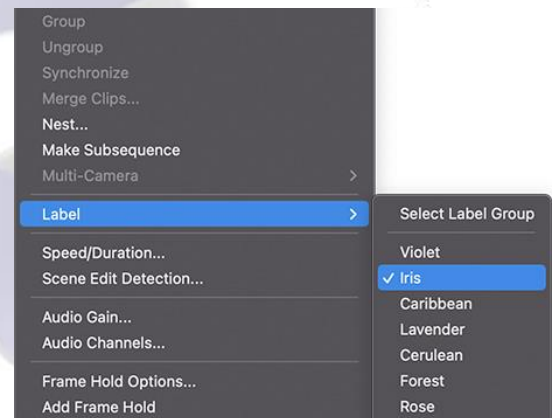 Group
Ungroup
Synchronize
Merge Clips...
Nest...
Make Subsequence
Multi-Camera
Label
Speed/Duration...
Scene Edit Detection...
Audio Gain...
Audio Channels...
Frame Hold Options...
Add Frame Hold
Select Label Group
Violet
Iris
Caribbean
Lavender
Cerulean
Forest
Rose